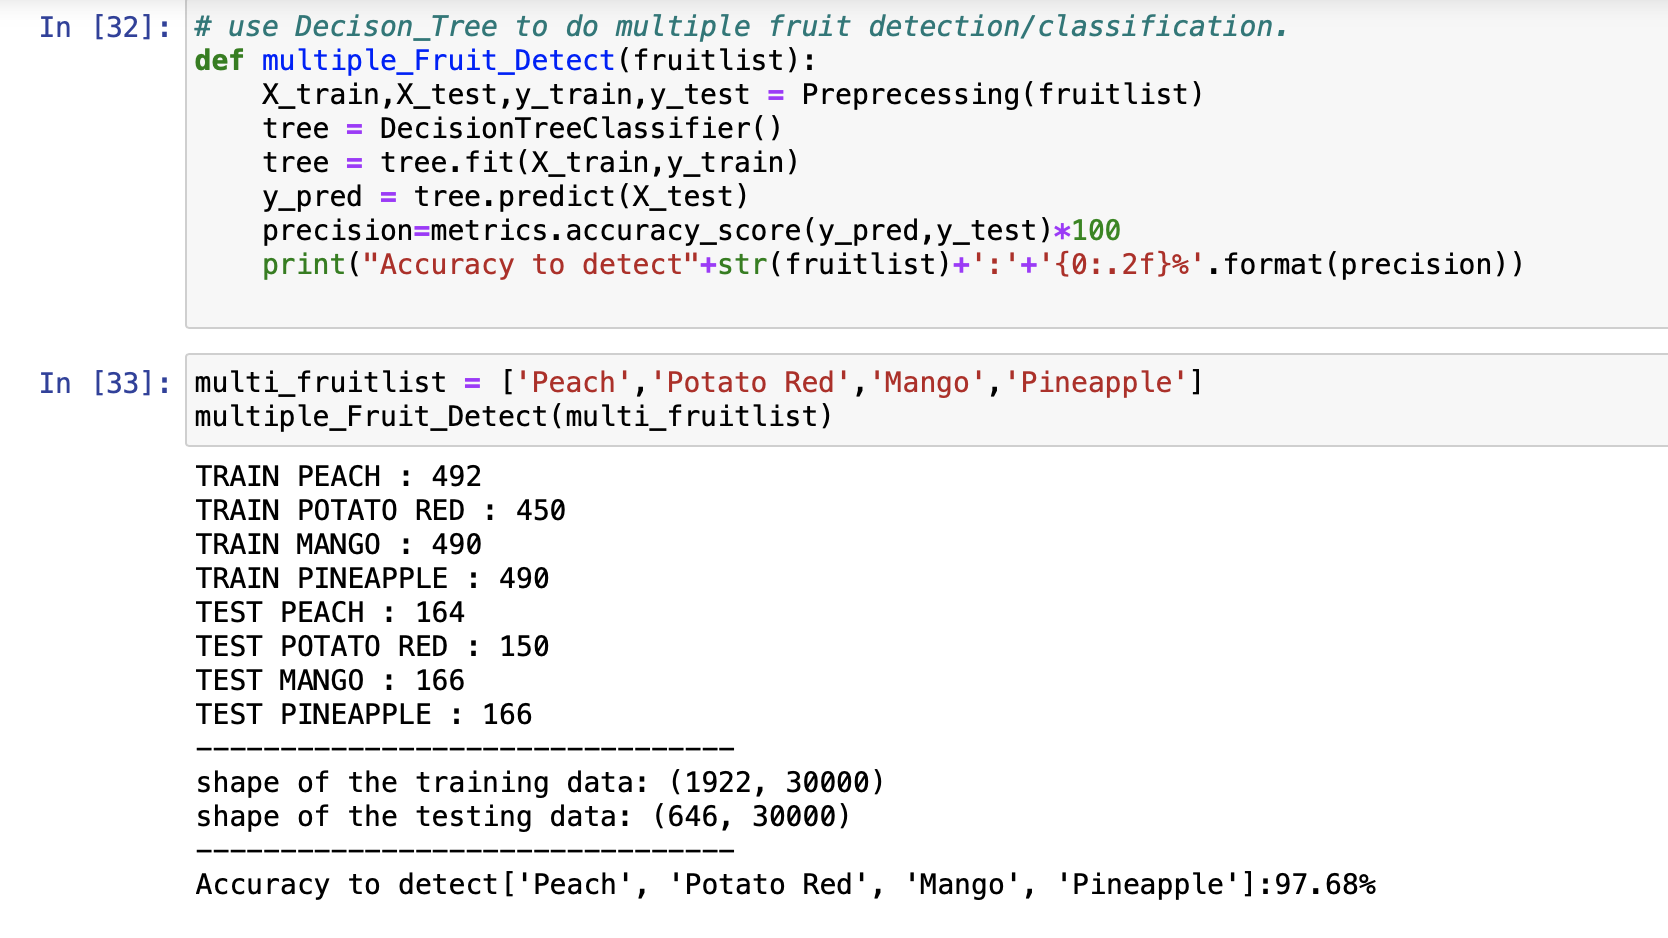 In [32]: # use Decison_Tree to do multiple fruit detection/classification.
def multiple_Fruit_Detect(fruitlist):
    X_train,X_test,y_train,y_test = Preprecessing(fruitlist)
    tree = DecisionTreeClassifier()
    tree = tree.fit(X_train,y_train)
    y_pred = tree.predict(X_test)
    precision=metrics.accuracy_score(y_pred,y_test)*100
    print("Accuracy to detect"+str(fruitlist)+':'+'{0:.2f}%'.format(precision))
In [33]: multi_fruitlist = ['Peach','Potato Red','Mango','Pineapple']
multiple_Fruit_Detect(multi_fruitlist)
TRAIN PEACH : 492
TRAIN POTATO RED : 450
TRAIN MANGO : 490
TRAIN PINEAPPLE : 490
TEST PEACH : 164
TEST POTATO RED : 150
TEST MANGO : 166
TEST PINEAPPLE : 166
--------------------------------
shape of the training data: (1922, 30000)
shape of the testing data: (646, 30000)
--------------------------------
Accuracy to detect['Peach', 'Potato Red', 'Mango', 'Pineapple']:97.68%